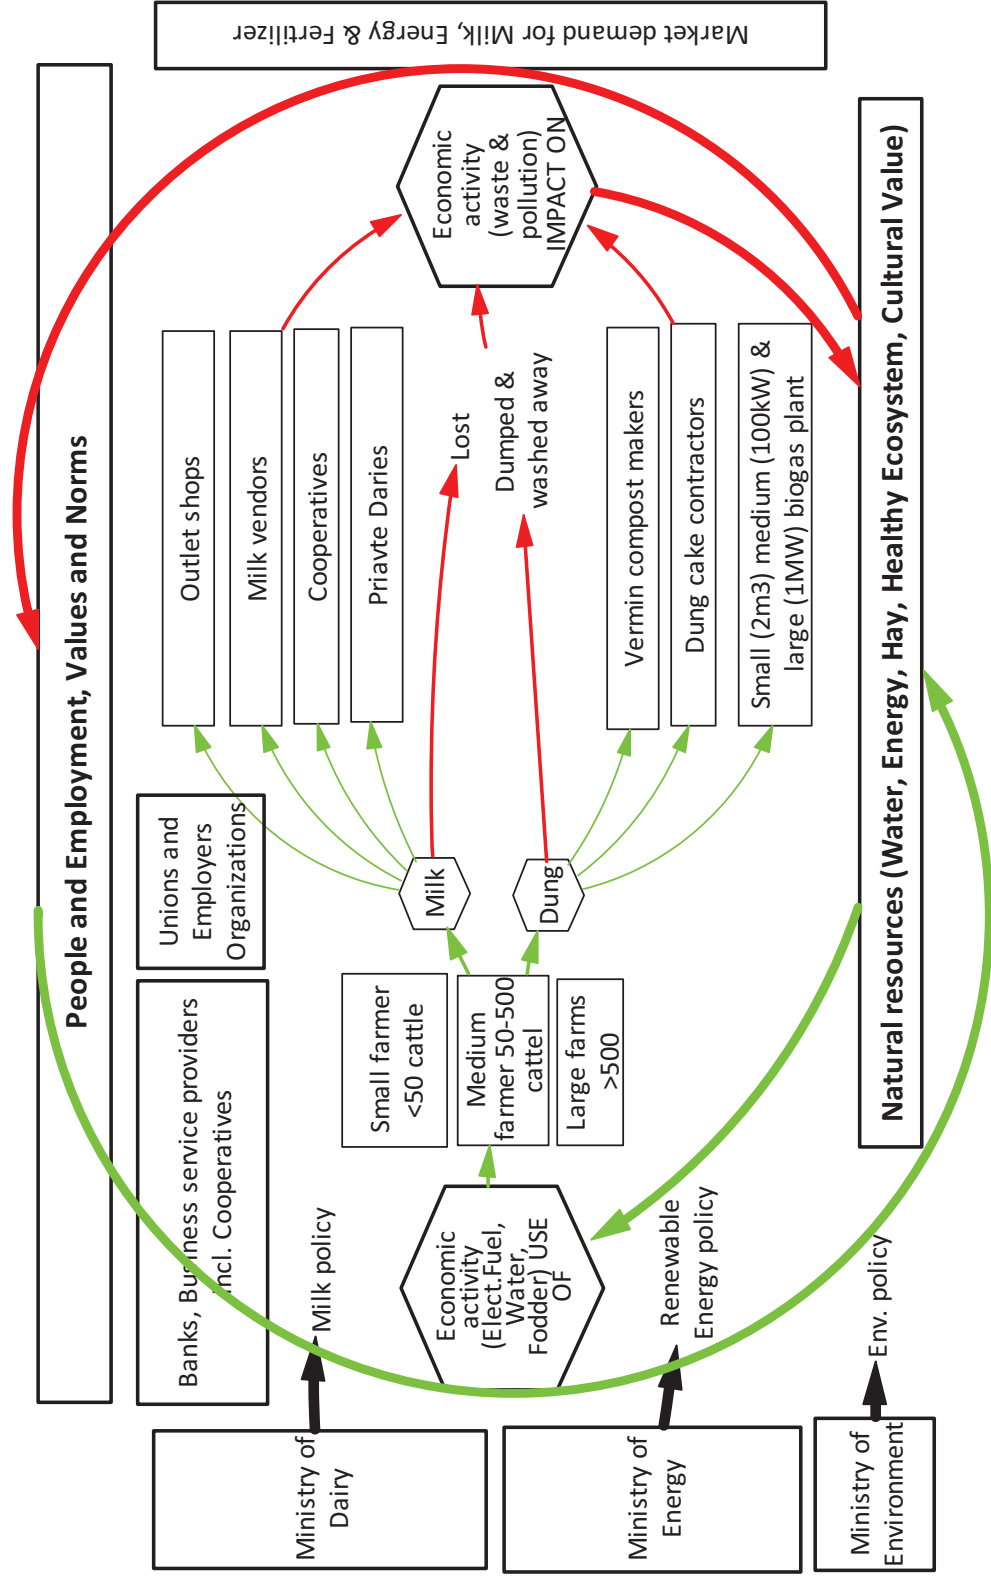 People and Employment, Values and Norms
Banks, Business service providers
incl. Cooperatives
Unions and
Employers
Organizations
Ministry of
Dairy
Milk policy
Ministry of
Energy
Renewable
Energy policy
Ministry of
Environment
Env. policy
Economic
activity
(Elect.Fuel,
Water,
Fodder) USE
OF
Small farmer
<50 cattle
Medium
farmer 50-500
cattel
Large farms
>500
Milk
Dung
Outlet shops
Milk vendors
Cooperatives
Priavte Daries
Lost
Dumped &
washed away
Vermin compost makers
Dung cake contractors
Small (2m3) medium (100kW) &
large (1MW) biogas plant
Economic
activity
(waste &
pollution)
IMPACT ON
Market demand for Milk, Energy & Fertilizer
Natural resources (Water, Energy, Hay, Healthy Ecosystem, Cultural Value)